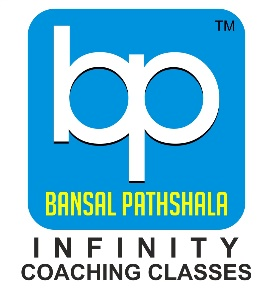 TM
bp
BANSAL PATHSHALA
INFINITY
COACHING CLASSES